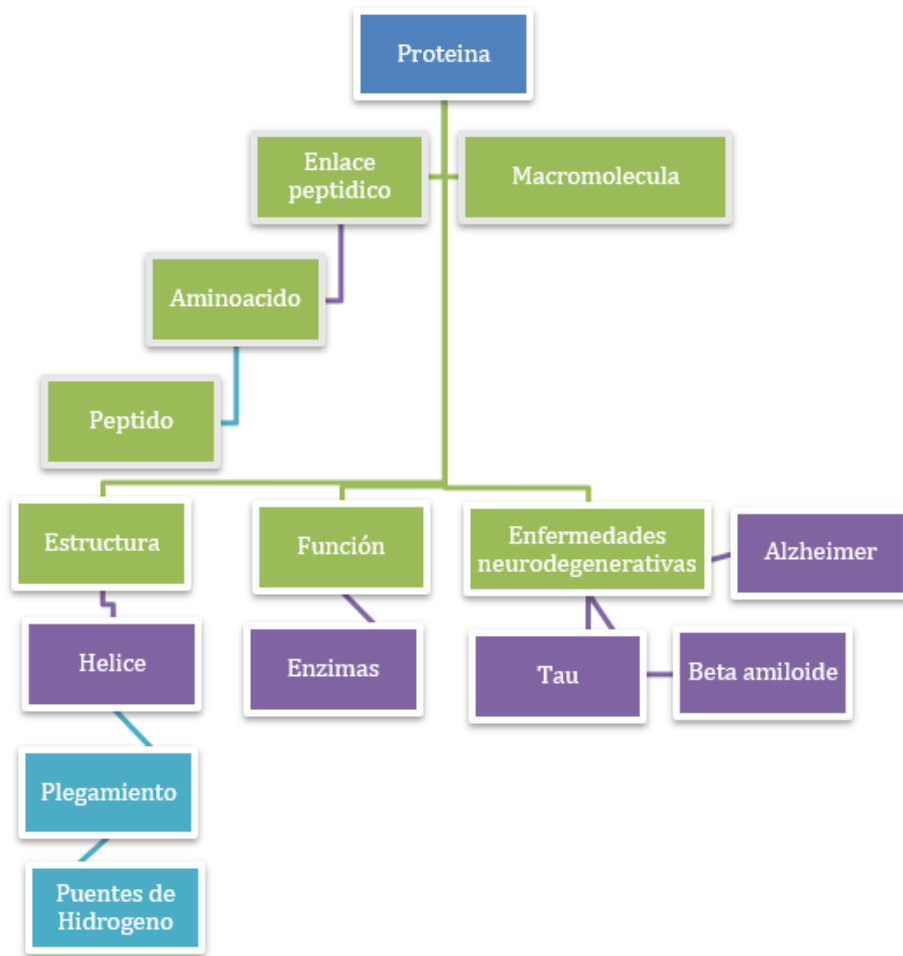 Proteina
Enlace
peptidico
Macromolecula
Aminoacido
Peptido
Estructura
Función
Enfermedades
neurodegenerativas
Alzheimer
Helice
Enzimas
Tau
Beta amiloide
Plegamiento
Puentes de
Hidrogeno